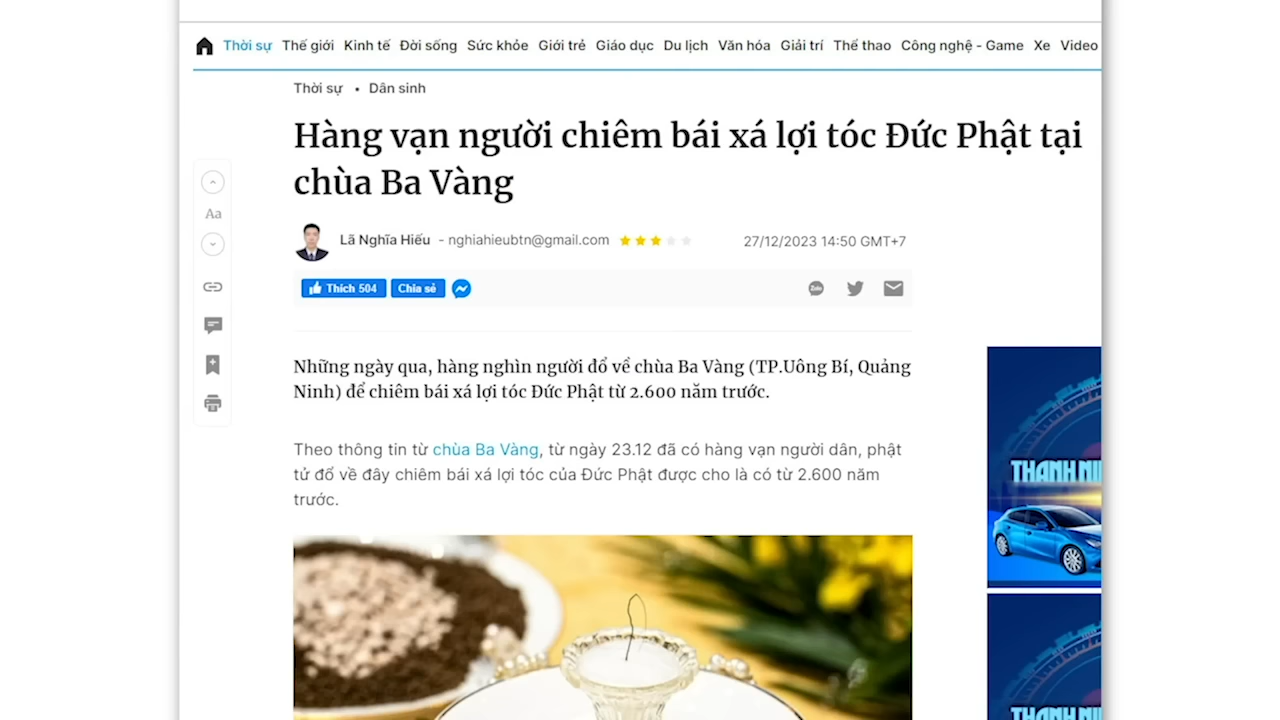 Thời sự Thế giới Kinh tế Đời sống Sức khỏe Giới trẻ Giáo dục Du lịch Văn hóa Giải trí Thể thao Công nghệ - Game Xe Video
Thời sự • Dân sinh
Hàng vạn người chiêm bái xá lợi tóc Đức Phật tại
chùa Ba Vàng
Aa
Lã Nghĩa Hiếu - nghiahieubtn@gmail.com
27/12/2023 14:50 GMT+7
Thích 504 Chia sẻ
Zalo
Những ngày qua, hàng nghìn người đổ về chùa Ba Vàng (TP.Uông Bí, Quảng
Ninh) để chiêm bái xá lợi tóc Đức Phật từ 2.600 năm trước.
Theo thông tin từ chùa Ba Vàng, từ ngày 23.12 đã có hàng vạn người dân, phật
tử đổ về đây chiêm bái xá lợi tóc của Đức Phật được cho là có từ 2.600 năm
trước.
THANH NI
THANH NI